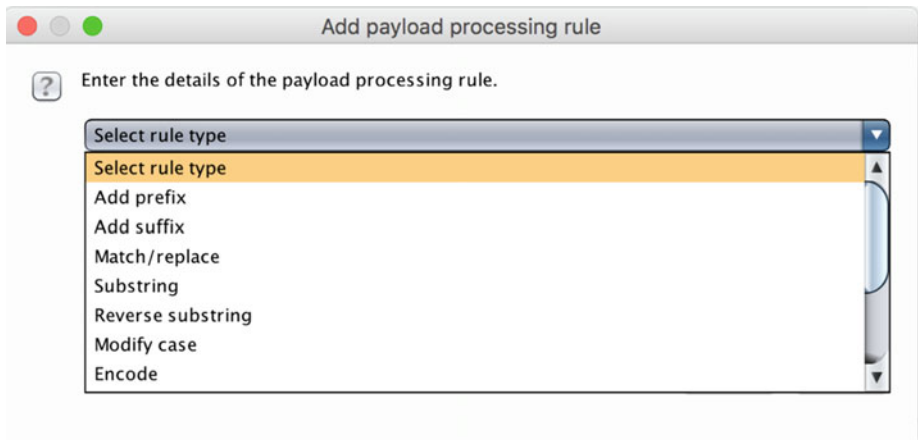 Add payload processing rule
?
Enter the details of the payload processing rule.
Select rule type
Select rule type
Add prefix
Add suffix
Match/replace
Substring
Reverse substring
Modify case
Encode